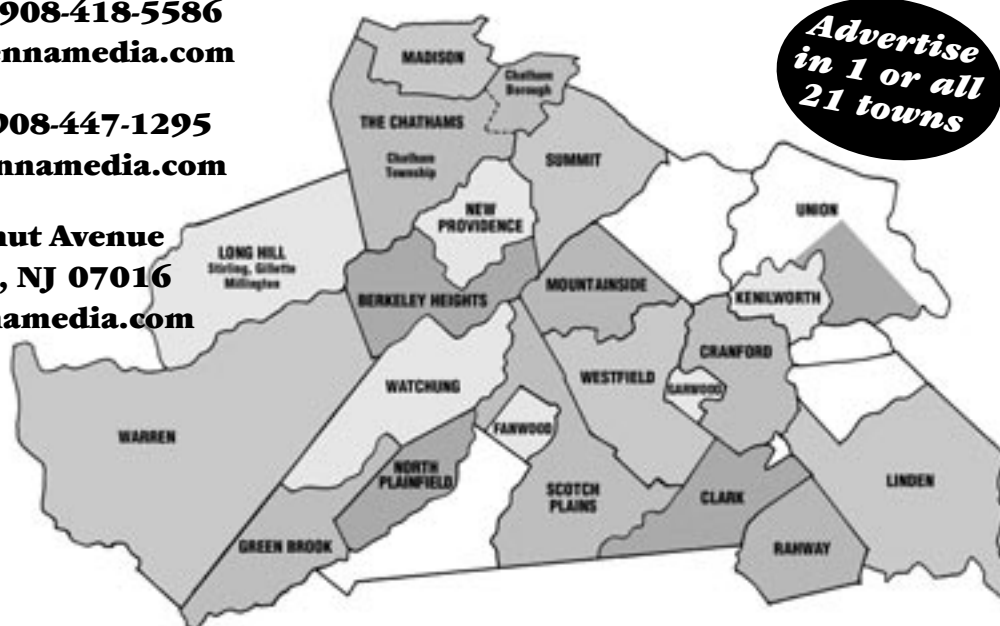 908-418-5586
ennamedia.com
908-447-1295
nnamedia.com
nut Avenue
, NJ 07016
namedia.com
Advertise
in 1 or all
21 towns
MADISON
Chatham
Borough
THE CHATHAMS
Chatham
Township
SUMMIT
NEW
PROVIDENCE
UNION
LONG HILL
Stirling, Gillette
Millington
BERKELEY HEIGHTS
MOUNTAINSIDE
KENILWORTH
CRANFORD
WATCHUNG
WESTFIELD
GARWOOD
WARREN
FANWOOD
NORTH
PLAINFIELD
SCOTCH
PLAINS
CLARK
LINDEN
GREEN BROOK
RAHWAY